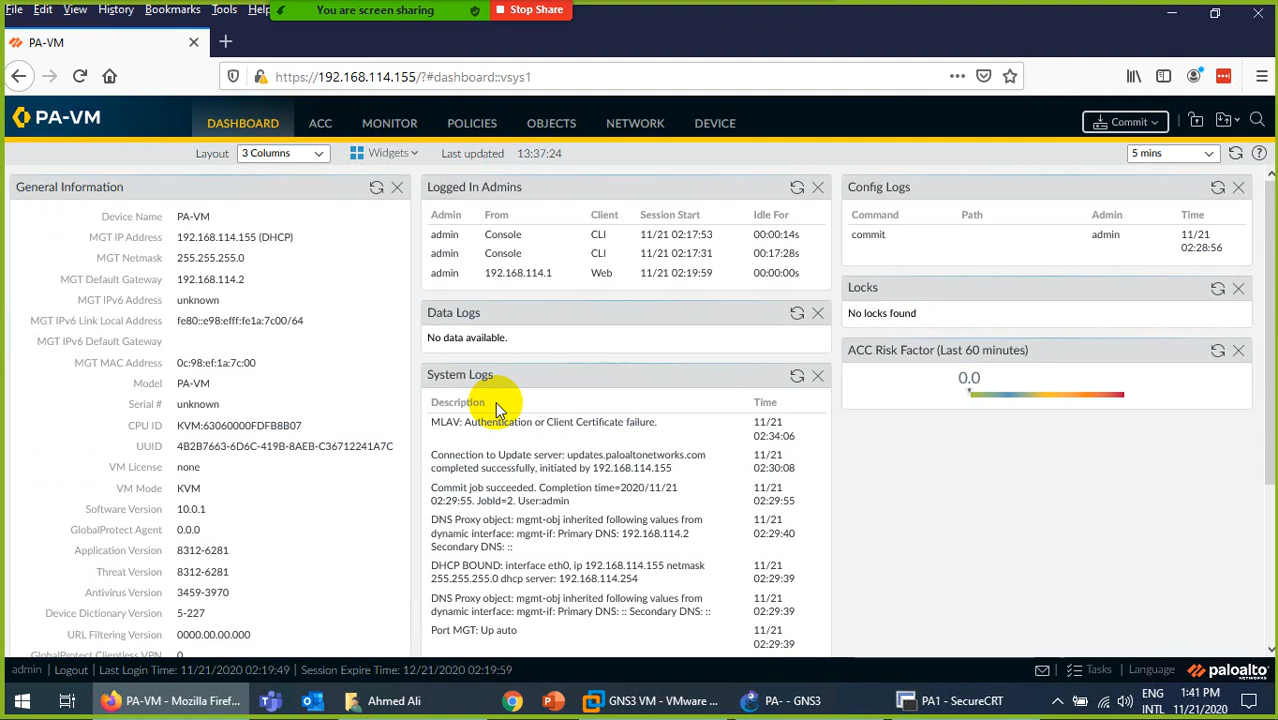 File Edit View History Bookmarks Tools Help
You are screen sharing
Stop Share
PA-VM
https://192.168.114.155/?#dashboard::vsys1
PA-VM
DASHBOARD ACC MONITOR POLICIES OBJECTS NETWORK DEVICE
Commit
Layout 3 Columns Widgets Last updated 13:37:24 5 mins
General Information
Device Name PA-VM
MGT IP Address 192.168.114.155 (DHCP)
MGT Netmask 255.255.255.0
MGT Default Gateway 192.168.114.2
MGT IPv6 Address unknown
MGT IPv6 Link Local Address fe80::e98:efff:fe1a:7c00/64
MGT IPv6 Default Gateway
MGT MAC Address 0c:98:ef:1a:7c:00
Model PA-VM
Serial # unknown
CPU ID KVM:63060000FDFB8B07
UUID 4B2B7663-6D6C-419B-8AEB-C36712241A7C
VM License none
VM Mode KVM
Software Version 10.0.1
GlobalProtect Agent 0.0.0
Application Version 8312-6281
Threat Version 8312-6281
Antivirus Version 3459-3970
Device Dictionary Version 5-227
URL Filtering Version 0000.00.00.000
GlobalProtect Clientless VPN 0
Logged In Admins
Admin From Client Session Start Idle For
admin Console CLI 11/21 02:17:53 00:00:14s
admin Console CLI 11/21 02:17:31 00:17:28s
admin 192.168.114.1 Web 11/21 02:19:59 00:00:00s
Data Logs
No data available.
System Logs
Description Time
MLAV: Authentication or Client Certificate failure. 11/21
02:34:06
Connection to Update server: updates.paloaltonetworks.com 11/21
completed successfully, initiated by 192.168.114.155 02:30:08
Commit job succeeded. Completion time=2020/11/21 11/21
02:29:55. JobId=2. User:admin 02:29:55
DNS Proxy object: mgmt-obj inherited following values from 11/21
dynamic interface: mgmt-if: Primary DNS: 192.168.114.2 02:29:40
Secondary DNS: ::
DHCP BOUND: interface eth0, ip 192.168.114.155 netmask 11/21
255.255.255.0 dhcp server: 192.168.114.254 02:29:39
DNS Proxy object: mgmt-obj inherited following values from 11/21
dynamic interface: mgmt-if: Primary DNS: :: Secondary DNS: :: 02:29:39
Port MGT: Up auto 11/21
02:29:39
Config Logs
Command Path Admin Time
commit admin 11/21
02:28:56
Locks
No locks found
ACC Risk Factor (Last 60 minutes)
0.0
admin Logout Last Login Time: 11/21/2020 02:19:49 Session Expire Time: 12/21/2020 02:19:59 Tasks Language paloalto
PA-VM - Mozilla Firef... Ahmed Ali GNS3 VM - VMware ... PA- - GNS3 PA1 - SecureCRT ENG 1:41 PM
INTL 11/21/2020